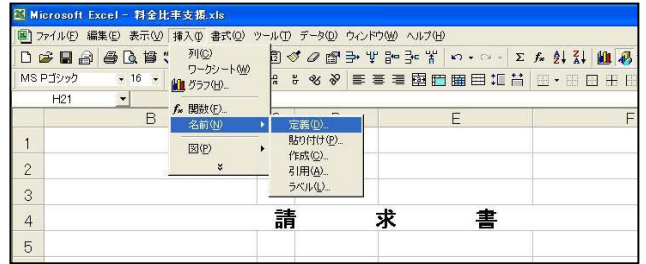 Microsoft Excel - 料金比率支援.xls
ファイル(F) 編集(E) 表示(V) 挿入(I) 書式(O) ツール(T) データ(D) ウィンドウ(W) ヘルプ(H)
列(C)
ワークシート(W)
グラフ(H)...
関数(F)...
名前(N)
図(P)
定義(D)...
貼り付け(P)...
作成(C)...
引用(A)...
ラベル(L)...
MS Pゴシック 16
H21
B E F
1
2
3
4 請 求 書
5